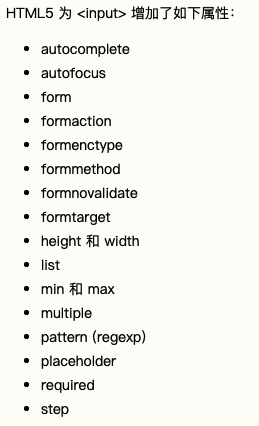 HTML5 为 <input> 增加了如下属性：
• autocomplete
• autofocus
• form
• formaction
• formenctype
• formmethod
• formnovalidate
• formtarget
• height 和 width
• list
• min 和 max
• multiple
• pattern (regexp)
• placeholder
• required
• step